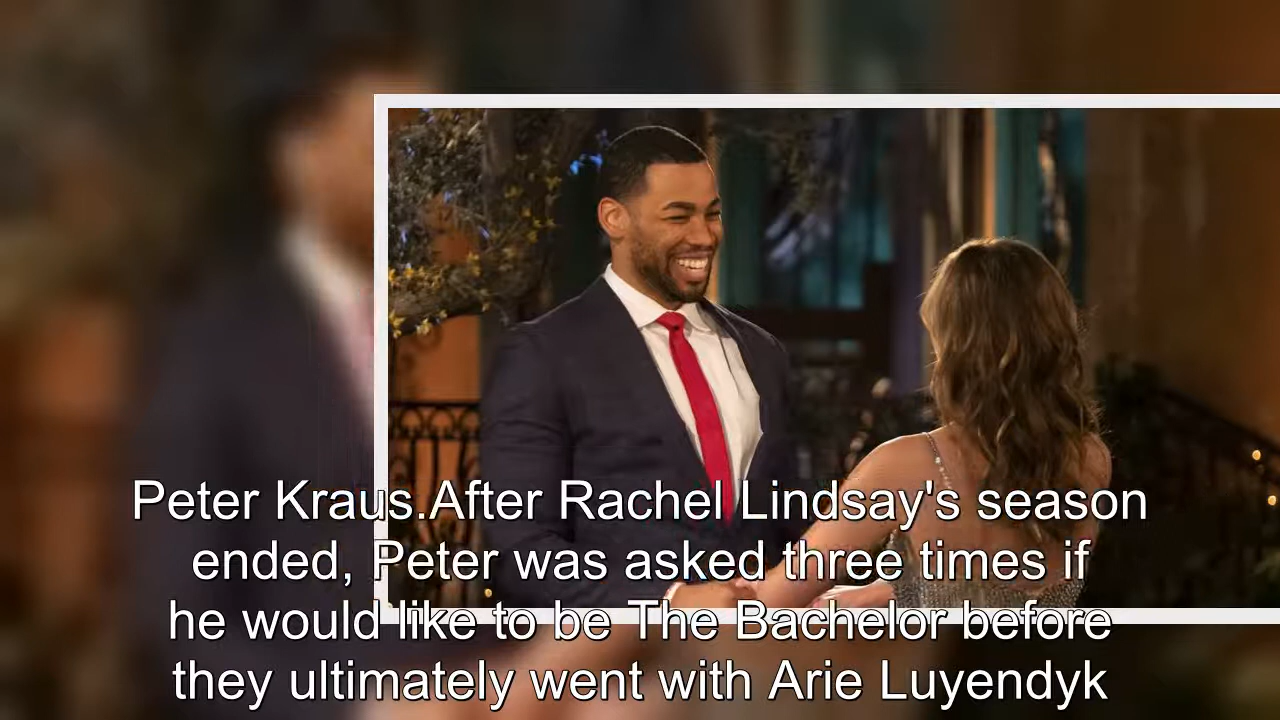 Peter Kraus.After Rachel Lindsay's season
ended, Peter was asked three times if
he would like to be The Bachelor before
they ultimately went with Arie Luyendyk